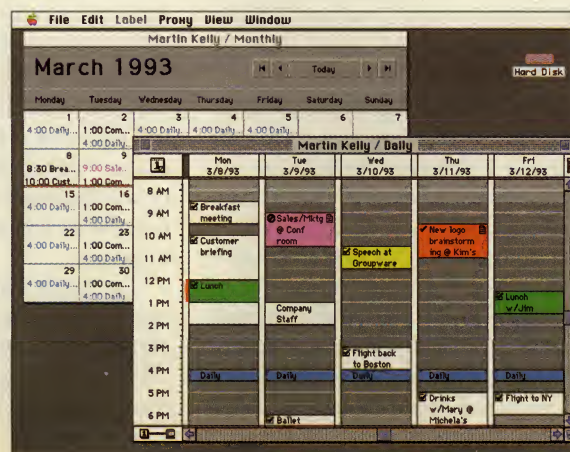 File Edit Label Proxy View Window
Martin Kelly / Monthly
March 1993
Today
Hard Disk
Monday Tuesday Wednesday Thursday Friday Saturday Sunday
1 2 3 4 5 6 7
4:00 Daily... 1:00 Com... 4:00 Daily... 4:00 Daily... 4:00 Daily...
4:00 Daily...
8 9
8:30 Brea... 9:00 Sale...
10:00 Cust... 1:00 Com...
15 16
4:00 Daily... 1:00 Com...
4:00 Daily...
22 23
4:00 Daily... 1:00 Com...
4:00 Daily...
29 30
4:00 Daily... 1:00 Com...
4:00 Daily...
Martin Kelly / Daily
Mon Tue Wed Thu Fri
3/8/93 3/9/93 3/10/93 3/11/93 3/12/93
8 AM
Breakfast
meeting
9 AM
Sales/Mktg
@ Conf
room
New logo
brainstorm
ing @ Kim's
10 AM
Customer
briefing
Speech at
Groupware
11 AM
12 PM
Lunch
Lunch
w/Jim
1 PM
Company
Staff
2 PM
3 PM
Flight back
to Boston
4 PM
Daily Daily Daily Daily Daily
5 PM
Drinks
w/Mary @
Michela's
Flight to NY
6 PM
Ballet